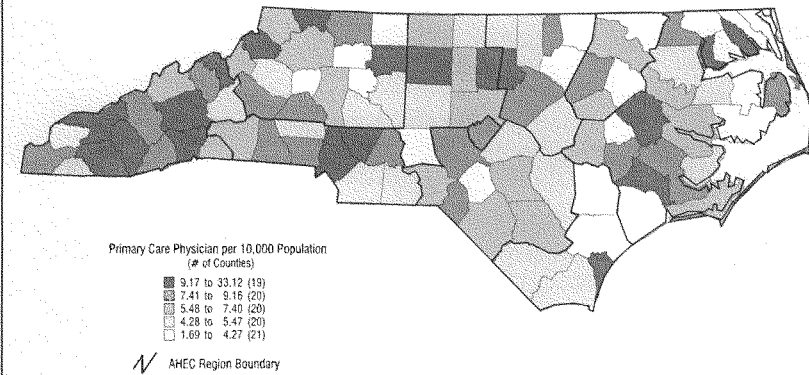 Primary Care Physician per 10,000 Population
(# of Counties)
9.17 to 33.12 (19)
7.41 to 9.16 (20)
5.48 to 7.40 (20)
4.28 to 5.47 (20)
1.69 to 4.27 (21)
AHEC Region Boundary